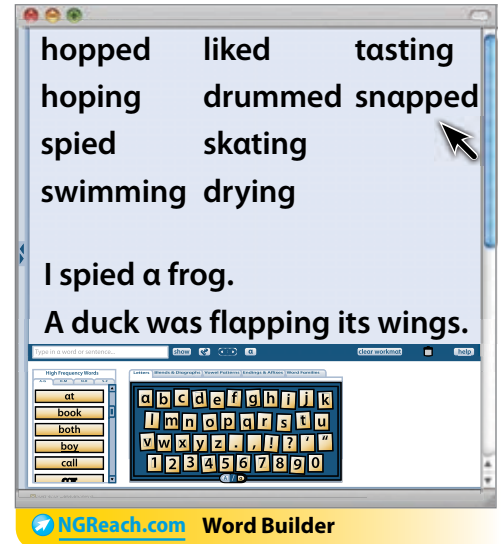 hopped liked tasting
hoping drummed snapped
spied skating
swimming drying
I spied a frog.
A duck was flapping its wings.
Type in a word or sentence... show a clear workmat help
High Frequency Words
at
book
both
boy
call
Letters Blends & Digraphs Vowel Patterns Endings & Affixes Word Families
a b c d e f g h i j k
l m n o p q r s t u
v w x y z . , ! ? ' "
1 2 3 4 5 6 7 8 9 0
NGReach.com Word Builder